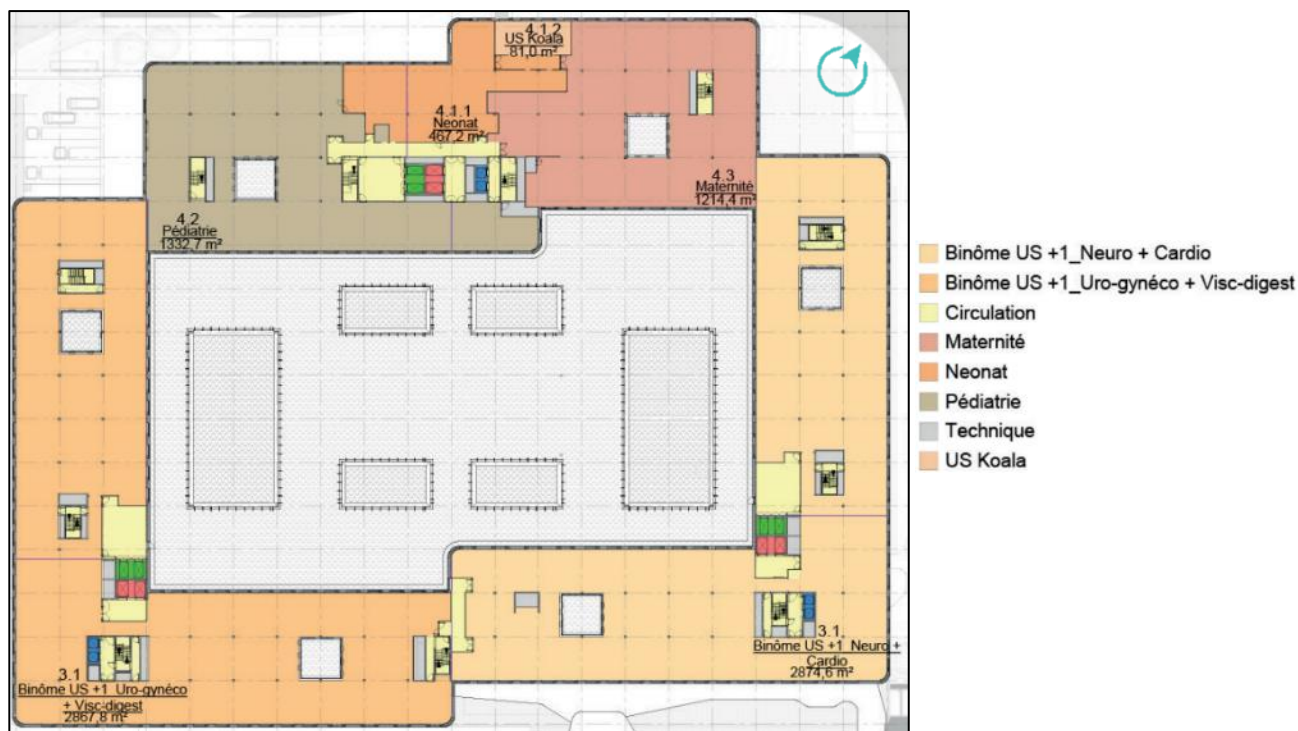 4.1.2
US Koala
81,0 m²
4.1.1
Neonat
467,2 m²
4.3
Maternité
1214,4 m²
4.2
Pédiatrie
1332,7 m²
Binôme US +1_Neuro + Cardio
Binôme US +1_Uro-gynéco + Visc-digest
Circulation
Maternité
Neonat
Pédiatrie
Technique
US Koala
3.1
Binôme US +1_Uro-gynéco
+ Visc-digest
2867,8 m²
3.1
Binôme US +1_Neuro +
Cardio
2874,6 m²